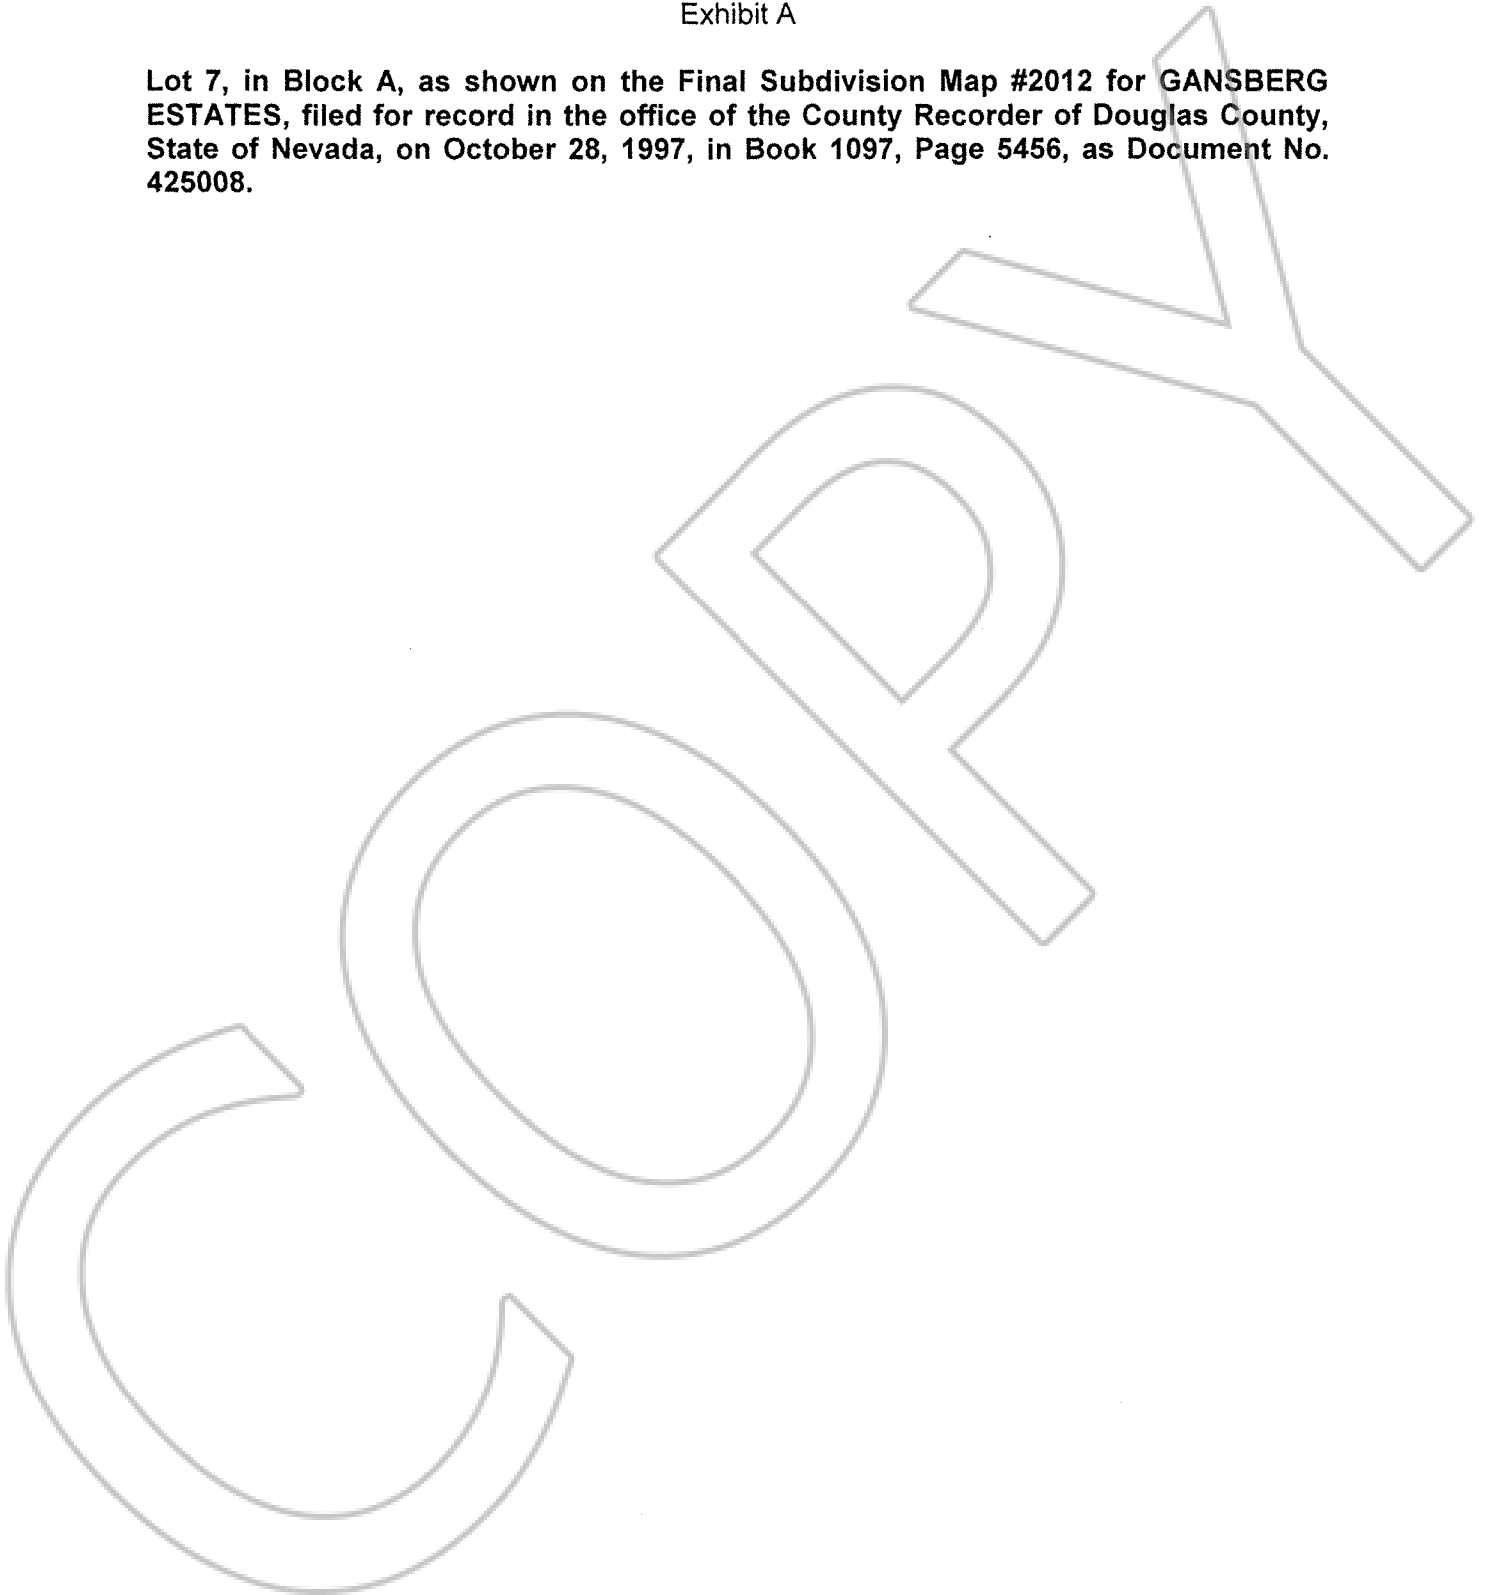 Exhibit A
Lot 7, in Block A, as shown on the Final Subdivision Map #2012 for GANSBERG
ESTATES, filed for record in the office of the County Recorder of Douglas County,
State of Nevada, on October 28, 1997, in Book 1097, Page 5456, as Document No.
425008.
COPY